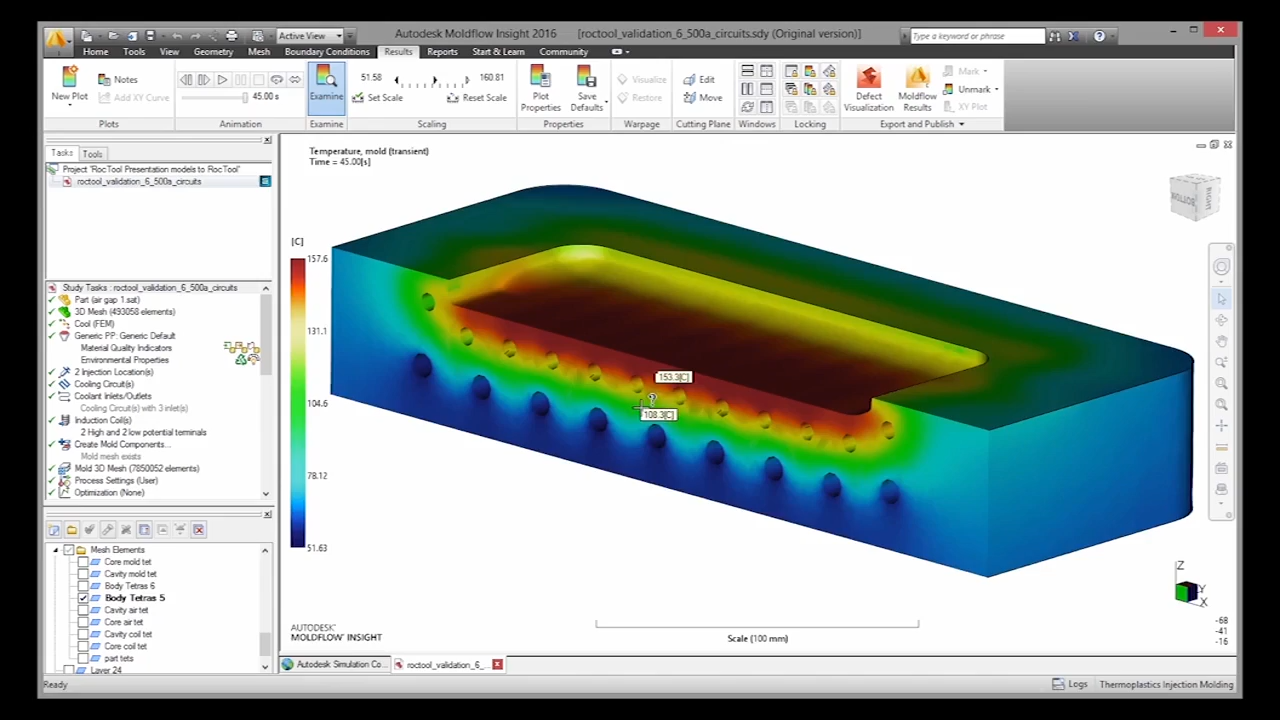 Active View
Autodesk Moldflow Insight 2016 [roctool_validation_6_500a_circuits.sdy (Original version)]
Type a keyword or phrase
Home Tools View Geometry Mesh Boundary Conditions Results Reports Start & Learn Community
New Plot
Notes
Add XY Curve
45.00 s
Examine
51.58 160.81
Set Scale Reset Scale
Plot Properties
Save Defaults
Visualize
Restore
Edit
Move
Defect Visualization
Moldflow Results
Mark
Unmark
XY Plot
Plots Animation Examine Scaling Properties Warpage Cutting Plane Windows Locking Export and Publish
Tasks Tools
Project "RocTool Presentation models to RocTool"
roctool_validation_6_500a_circuits
Study Tasks : roctool_validation_6_500a_circuits
Part (air gap 1.sat)
3D Mesh (493058 elements)
Cool (FEM)
Generic PP: Generic Default
Material Quality Indicators
Environmental Properties
2 Injection Location(s)
Cooling Circuit(s)
Coolant Inlets/Outlets
Cooling Circuit(s) with 3 inlet(s)
Induction Coil(s)
2 High and 2 low potential terminals
Create Mold Components...
Mold mesh exists
Mold 3D Mesh (7850052 elements)
Process Settings (User)
Optimization (None)
Mesh Elements
Core mold tet
Cavity mold tet
Body Tetras 6
Body Tetras 5
Cavity air tet
Core air tet
Cavity coil tet
Core coil tet
part tets
Layer 24
Temperature, mold (transient)
Time = 45.00[s]
[C]
157.6
131.1
104.6
78.12
51.63
153.3[C]
108.3[C]
BOTTOM RIGHT
Z
Y
X
-68
-41
-16
AUTODESK®
MOLDFLOW® INSIGHT
Scale (100 mm)
Autodesk Simulation Co...
roctool_validation_6_...
Ready
Logs Thermoplastics Injection Molding